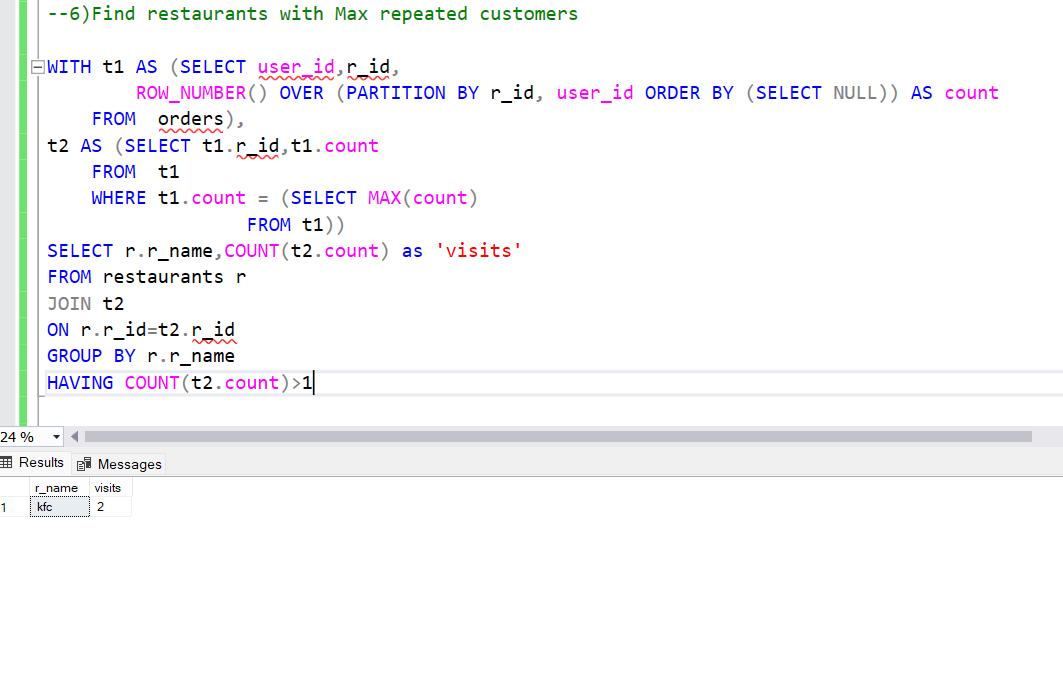 --6)Find restaurants with Max repeated customers
WITH t1 AS (SELECT user_id,r_id,
ROW_NUMBER() OVER (PARTITION BY r_id, user_id ORDER BY (SELECT NULL)) AS count
FROM  orders),
t2 AS (SELECT t1.r_id,t1.count
FROM  t1
WHERE t1.count = (SELECT MAX(count)
FROM t1))
SELECT r.r_name,COUNT(t2.count) as 'visits'
FROM restaurants r
JOIN t2
ON r.r_id=t2.r_id
GROUP BY r.r_name
HAVING COUNT(t2.count)>1
24 %
Results Messages
r_name visits
1 kfc 2